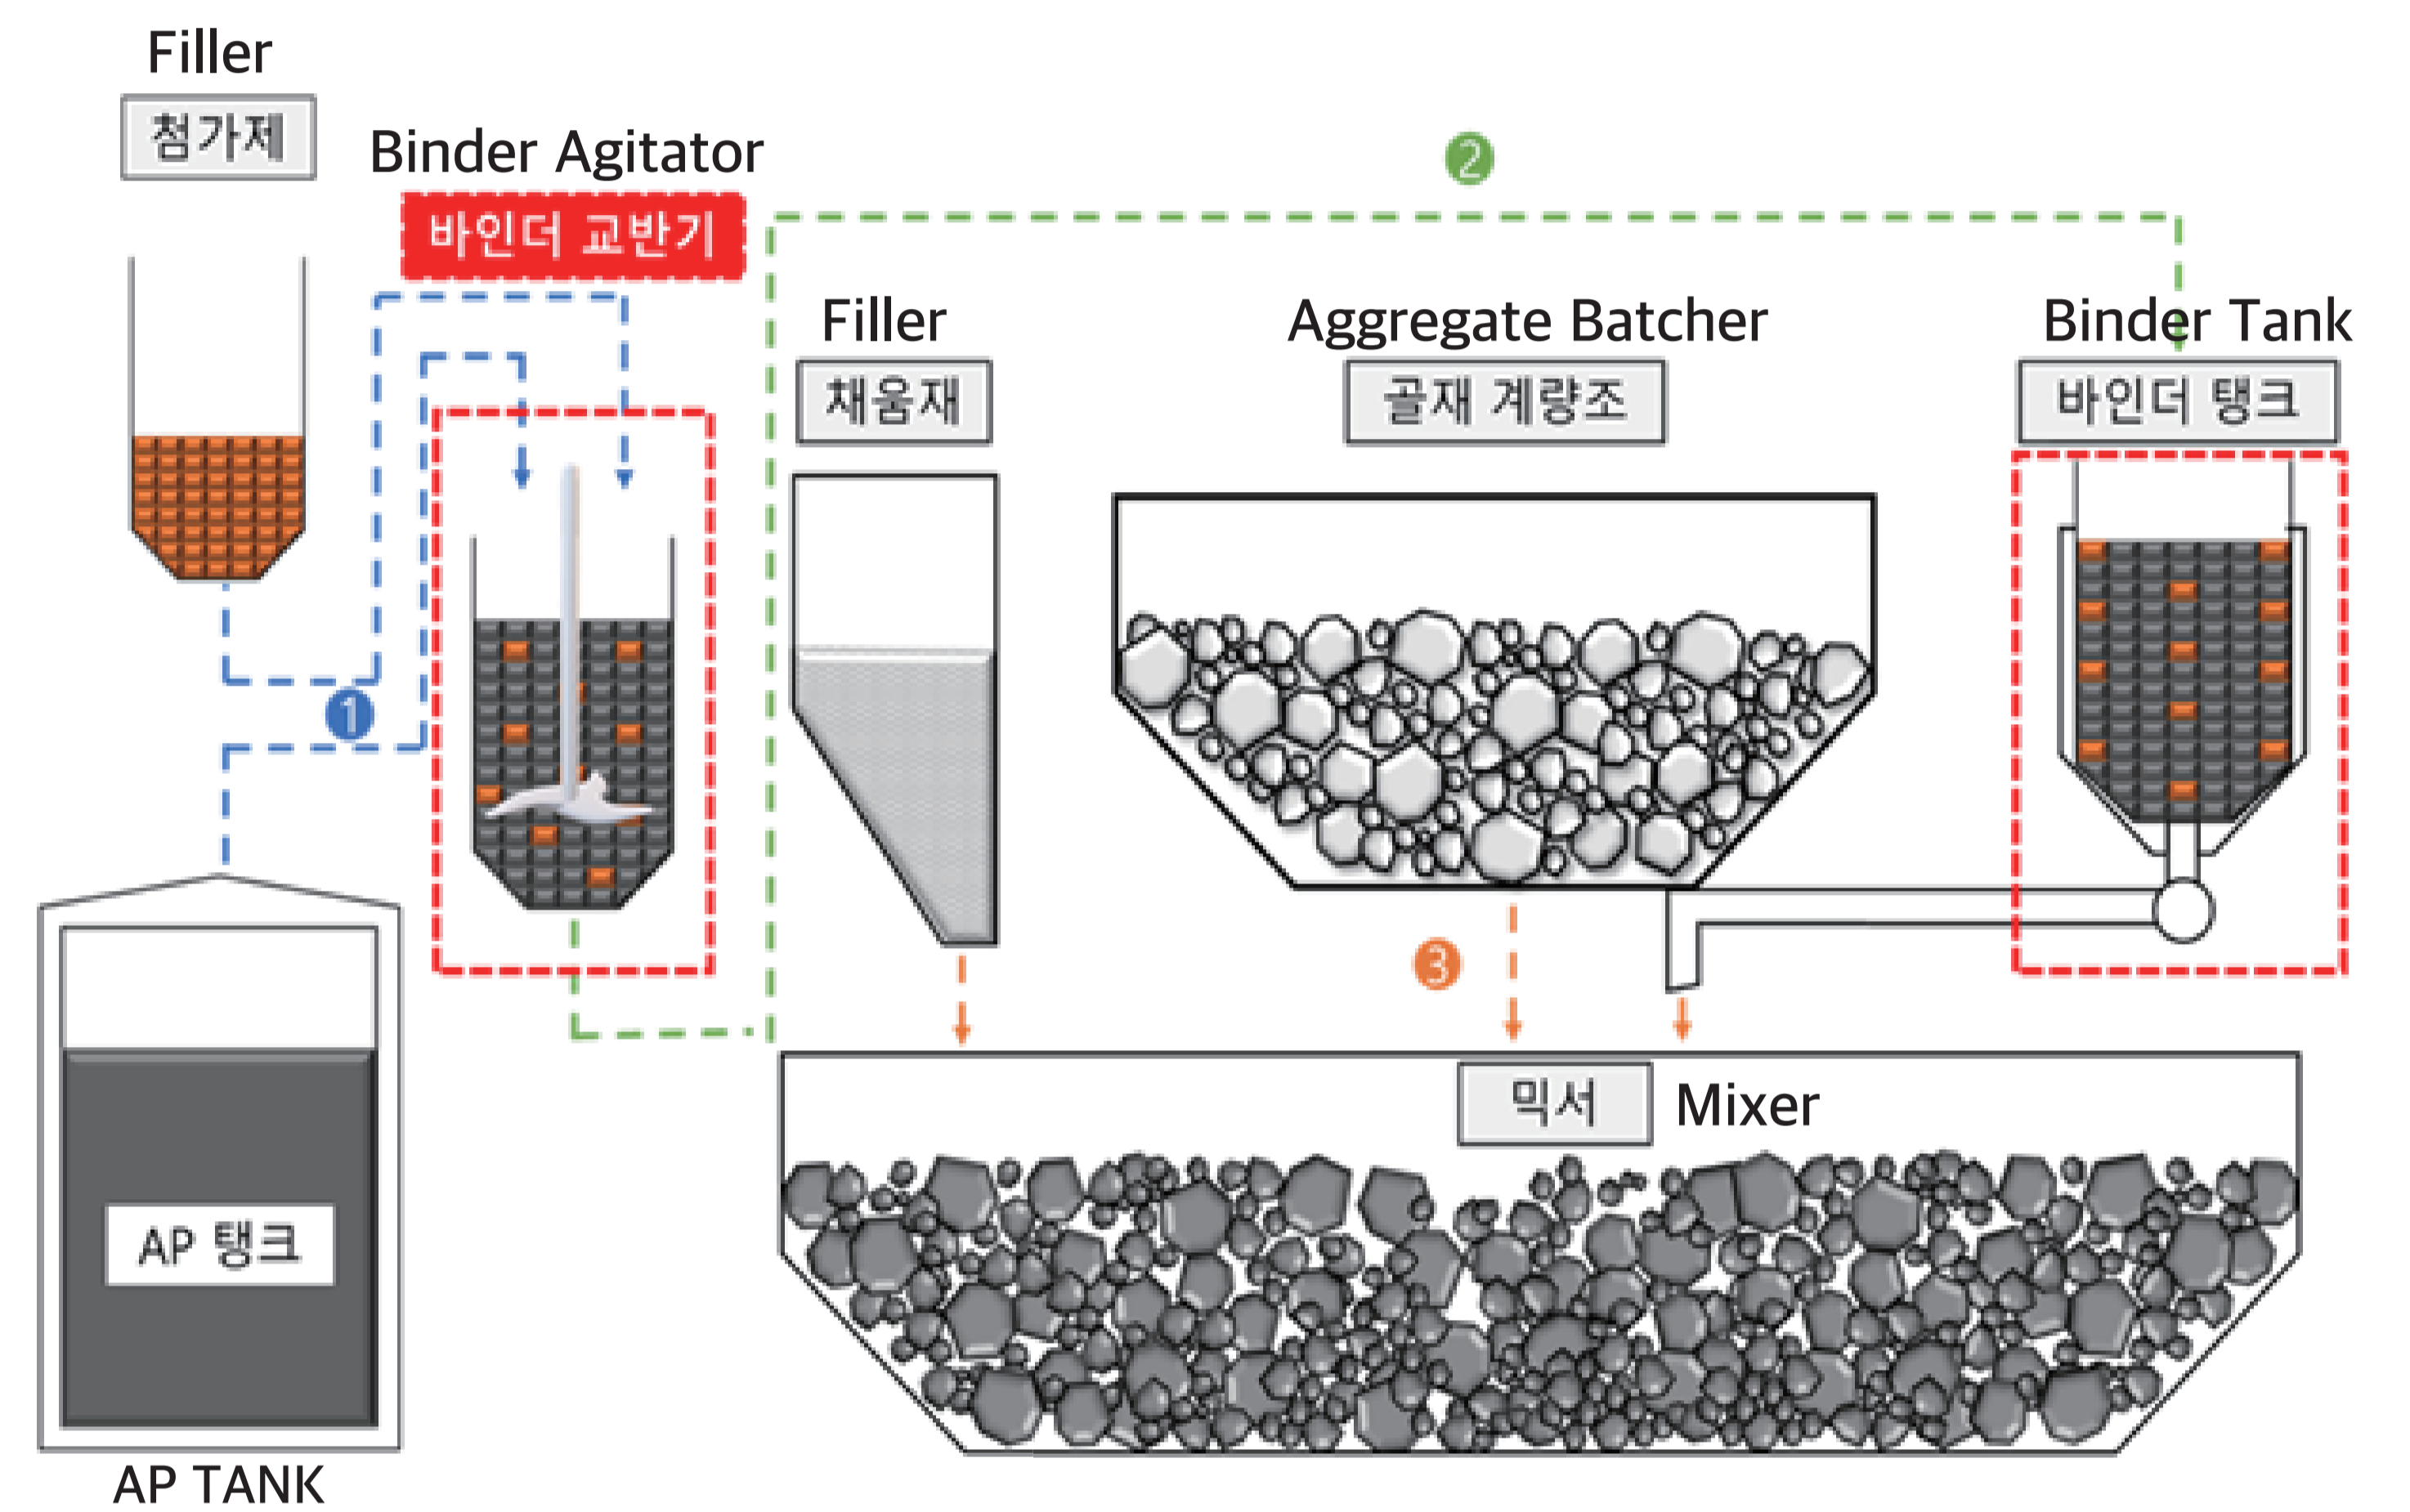 Filler
첨가제
Binder Agitator
바인더 교반기
2
Filler
채움재
Aggregate Batcher
골재 계량조
Binder Tank
바인더 탱크
1
3
믹서 Mixer
AP 탱크
AP TANK